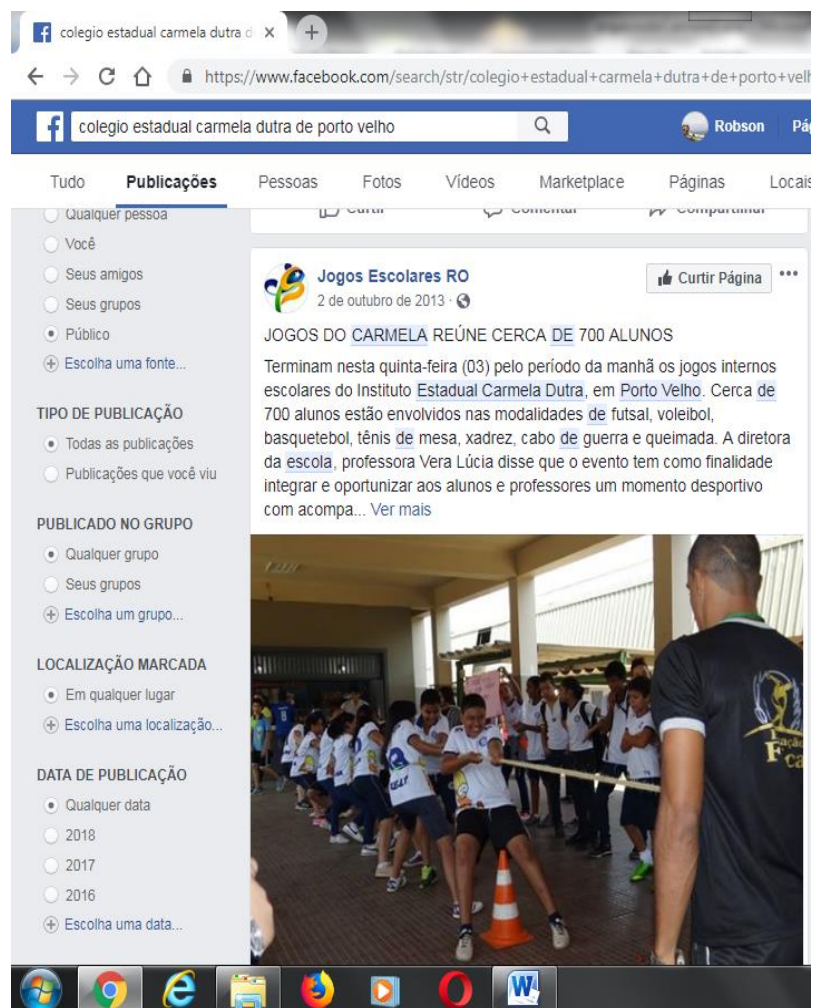 colegio estadual carmela dutra d
https://www.facebook.com/search/str/colegio+estadual+carmela+dutra+de+porto+vell
colegio estadual carmela dutra de porto velho
Robson
Pá
Tudo Publicações Pessoas Fotos Vídeos Marketplace Páginas Locais
Qualquer pessoa
Você
Seus amigos
Seus grupos
Público
Escolha uma fonte...
TIPO DE PUBLICAÇÃO
Todas as publicações
Publicações que você viu
PUBLICADO NO GRUPO
Qualquer grupo
Seus grupos
Escolha um grupo...
LOCALIZAÇÃO MARCADA
Em qualquer lugar
Escolha uma localização...
DATA DE PUBLICAÇÃO
Qualquer data
2018
2017
2016
Escolha uma data...
Curtir Comentar Compartilhar
Jogos Escolares RO
Curtir Página
2 de outubro de 2013 ·
JOGOS DO CARMELA REÚNE CERCA DE 700 ALUNOS
Terminam nesta quinta-feira (03) pelo período da manhã os jogos internos
escolares do Instituto Estadual Carmela Dutra, em Porto Velho. Cerca de
700 alunos estão envolvidos nas modalidades de futsal, voleibol,
basquetebol, tênis de mesa, xadrez, cabo de guerra e queimada. A diretora
da escola, professora Vera Lúcia disse que o evento tem como finalidade
integrar e oportunizar aos alunos e professores um momento desportivo
com acompa... Ver mais